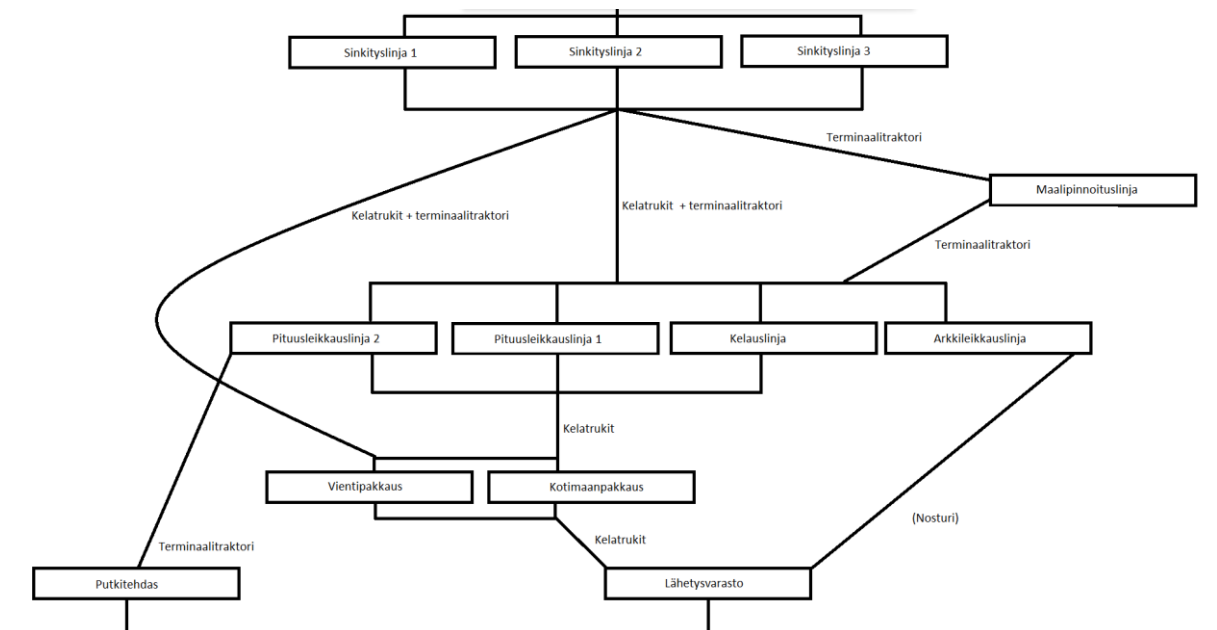 Sinkityslinja 1
Sinkityslinja 2
Sinkityslinja 3
Terminaalitraktori
Maalipinnoituslinja
Kelatrukit + terminaalitraktori
Kelatrukit + terminaalitraktori
Terminaalitraktori
Pituusleikkauslinja 2
Pituusleikkauslinja 1
Kelauslinja
Arkkileikkauslinja
Kelatrukit
Vientipakkaus
Kotimaanpakkaus
(Nosturi)
Kelatrukit
Terminaalitraktori
Putkitehdas
Lähetysvarasto